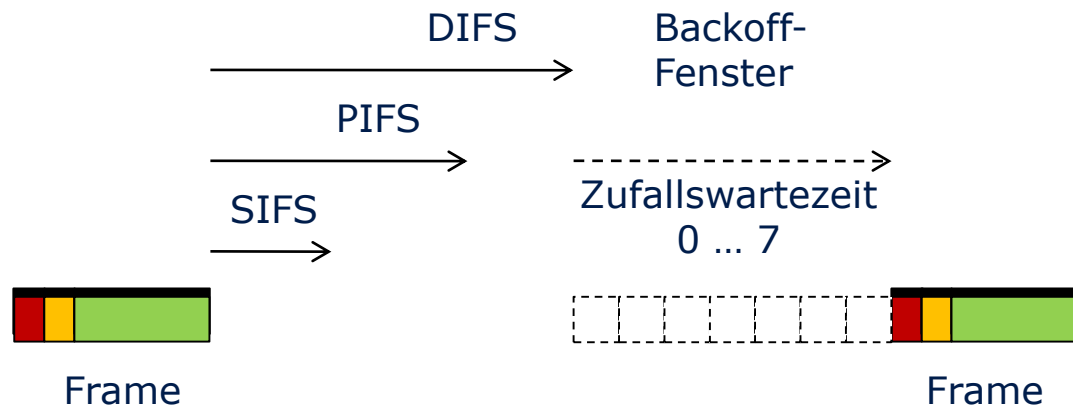 DIFS
Backoff-
Fenster
PIFS
SIFS
Zufallswartezeit
0 … 7
Frame
Frame